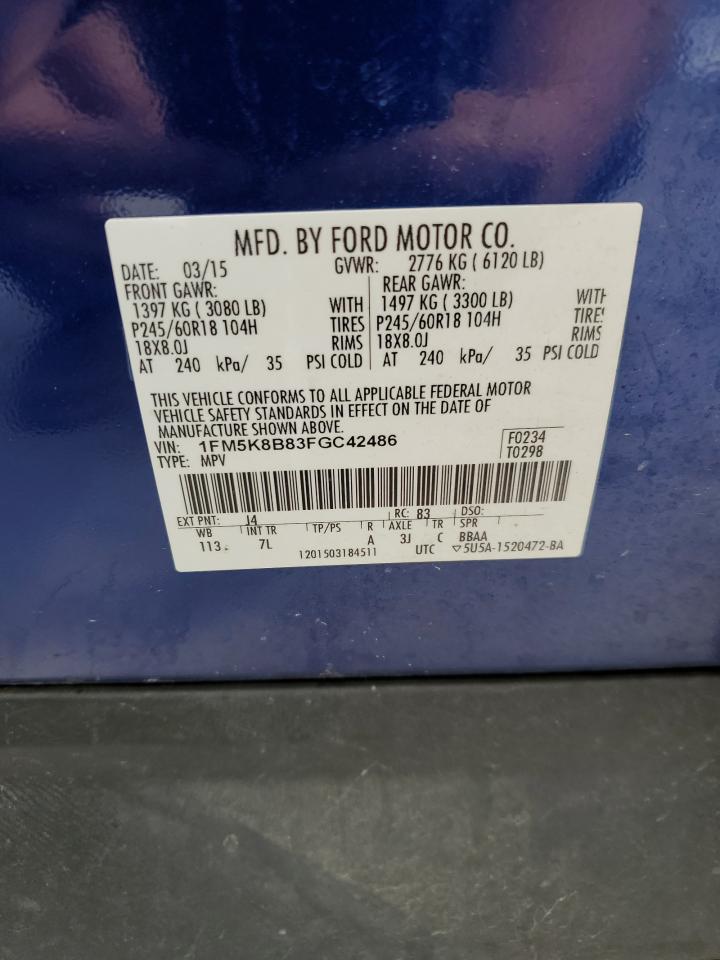 MFD. BY FORD MOTOR CO.
DATE: 03/15 GVWR: 2776 KG ( 6120 LB)
FRONT GAWR: REAR GAWR:
1397 KG ( 3080 LB) WITH 1497 KG ( 3300 LB) WITH
P245/60R18 104H TIRES P245/60R18 104H TIRES
18X8.0J RIMS 18X8.0J RIMS
AT 240 kPa/ 35 PSI COLD AT 240 kPa/ 35 PSI COLD
THIS VEHICLE CONFORMS TO ALL APPLICABLE FEDERAL MOTOR
VEHICLE SAFETY STANDARDS IN EFFECT ON THE DATE OF
MANUFACTURE SHOWN ABOVE.
VIN: 1FM5K8B83FGC42486 F0234
TYPE: MPV T0298
EXT PNT: J4 RC: 83 DSO:
WB INT TR TP/PS R AXLE TR SPR
113 7L A 3J C BBAA
1201503184511 UTC ▽5U5A-1520472-BA